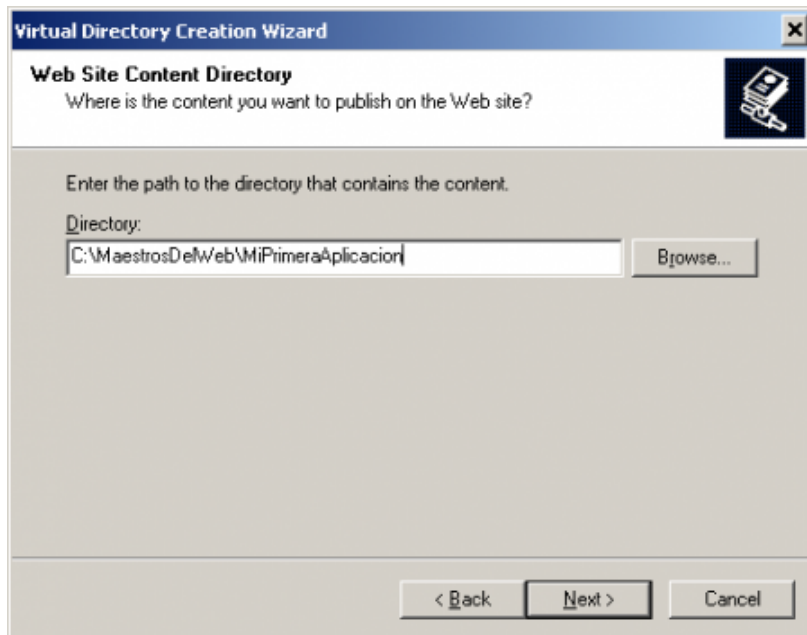 Virtual Directory Creation Wizard
Web Site Content Directory
Where is the content you want to publish on the Web site?
Enter the path to the directory that contains the content.
Directory:
C:\MaestrosDelWeb\MiPrimeraAplicacion
Browse...
< Back
Next >
Cancel